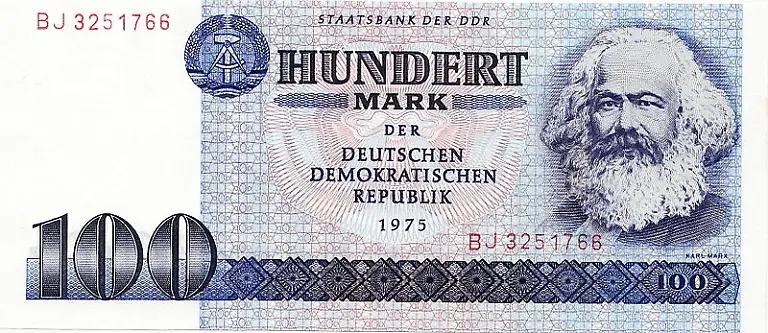 BJ 3251766
STAATSBANK DER DDR
HUNDERT
MARK
DER
DEUTSCHEN
DEMOKRATISCHEN
REPUBLIK
1975
BJ 3251766
KARL MARX
100
100